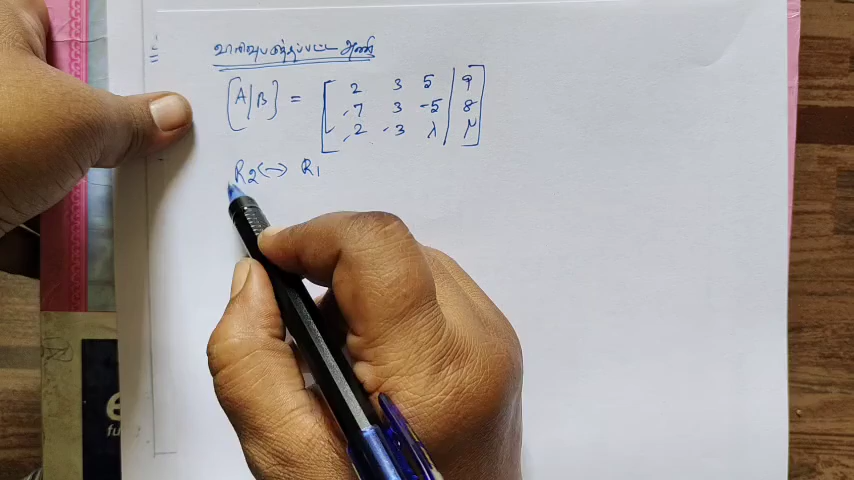 விரிவுபடுத்தப்பட்ட அணி
[A|B] = [2 3 5 | 9
7 3 -5 | 8
2 3 λ | μ]
R2 ↔ R1